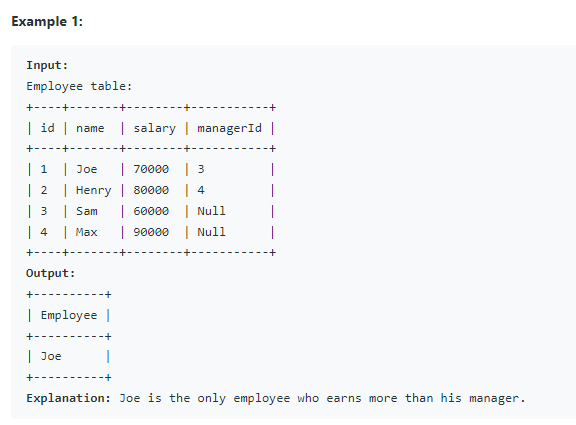 Example 1:
Input:
Employee table:
+----+-------+--------+-----------+
| id | name  | salary | managerId |
+----+-------+--------+-----------+
| 1  | Joe   | 70000  | 3         |
| 2  | Henry | 80000  | 4         |
| 3  | Sam   | 60000  | Null      |
| 4  | Max   | 90000  | Null      |
+----+-------+--------+-----------+
Output:
+----------+
| Employee |
+----------+
| Joe      |
+----------+
Explanation: Joe is the only employee who earns more than his manager.